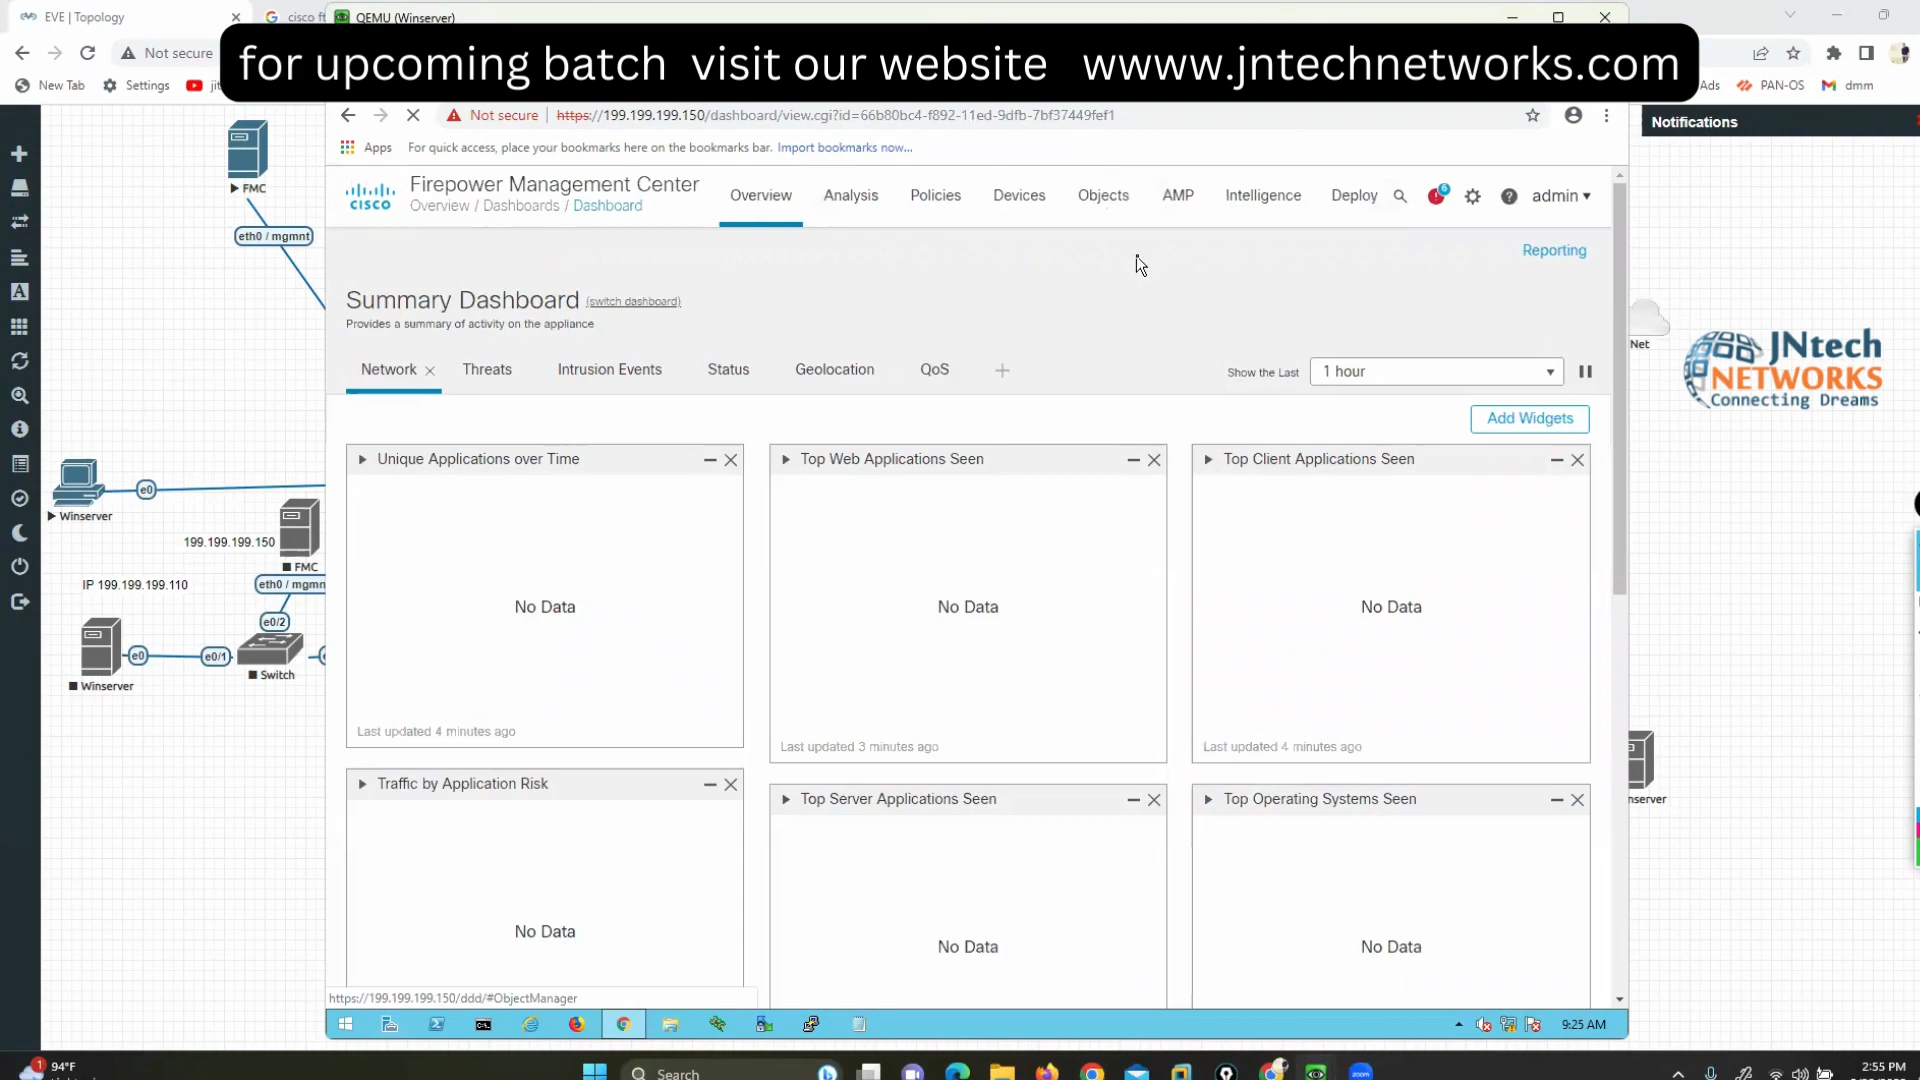 EVE | Topology
cisco ft
QEMU (Winserver)
Not secure
for upcoming batch visit our website wwww.jntechnetworks.com
New Tab
Settings
Ads
PAN-OS
dmm
Not secure
https://199.199.199.150/dashboard/view.cgi?id=66b80bc4-f892-11ed-9dfb-7bf37449fef1
Notifications
Apps
For quick access, place your bookmarks here on the bookmarks bar. Import bookmarks now...
FMC
eth0 / mgmnt
CISCO
Firepower Management Center
Overview / Dashboards / Dashboard
Overview
Analysis
Policies
Devices
Objects
AMP
Intelligence
Deploy
6
admin
Reporting
Summary Dashboard (switch dashboard)
Provides a summary of activity on the appliance
Network
Threats
Intrusion Events
Status
Geolocation
QoS
Show the Last
1 hour
Add Widgets
Net
JNtech
NETWORKS
Connecting Dreams
Unique Applications over Time
Top Web Applications Seen
Top Client Applications Seen
e0
Winserver
199.199.199.150
FMC
IP 199.199.199.110
eth0 / mgmn
e0/2
No Data
No Data
No Data
e0
e0/1
Switch
Winserver
Last updated 4 minutes ago
Last updated 3 minutes ago
Last updated 4 minutes ago
Traffic by Application Risk
Top Server Applications Seen
Top Operating Systems Seen
nserver
No Data
No Data
No Data
https://199.199.199.150/ddd/#ObjectManager
9:25 AM
1
94°F
Search
zoom
2:55 PM